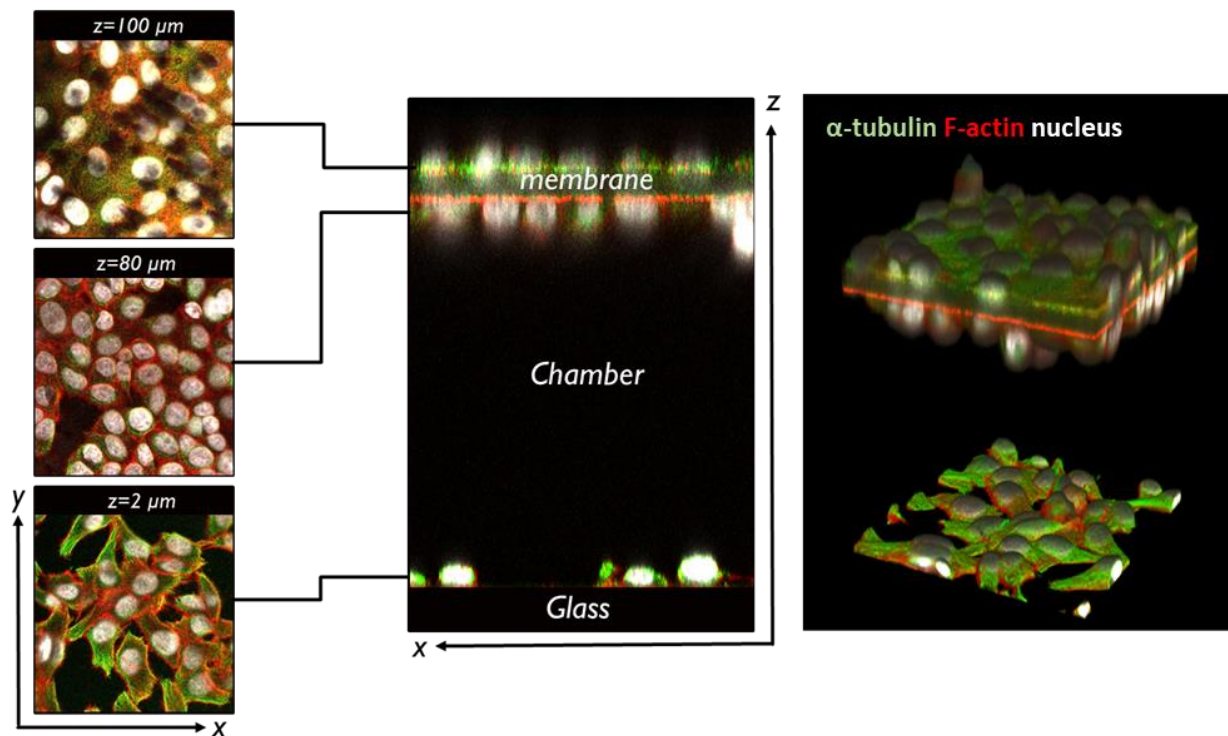 z=100 µm
z=80 µm
z=2 µm
y
x
membrane
Chamber
Glass
z
x
α-tubulin F-actin nucleus